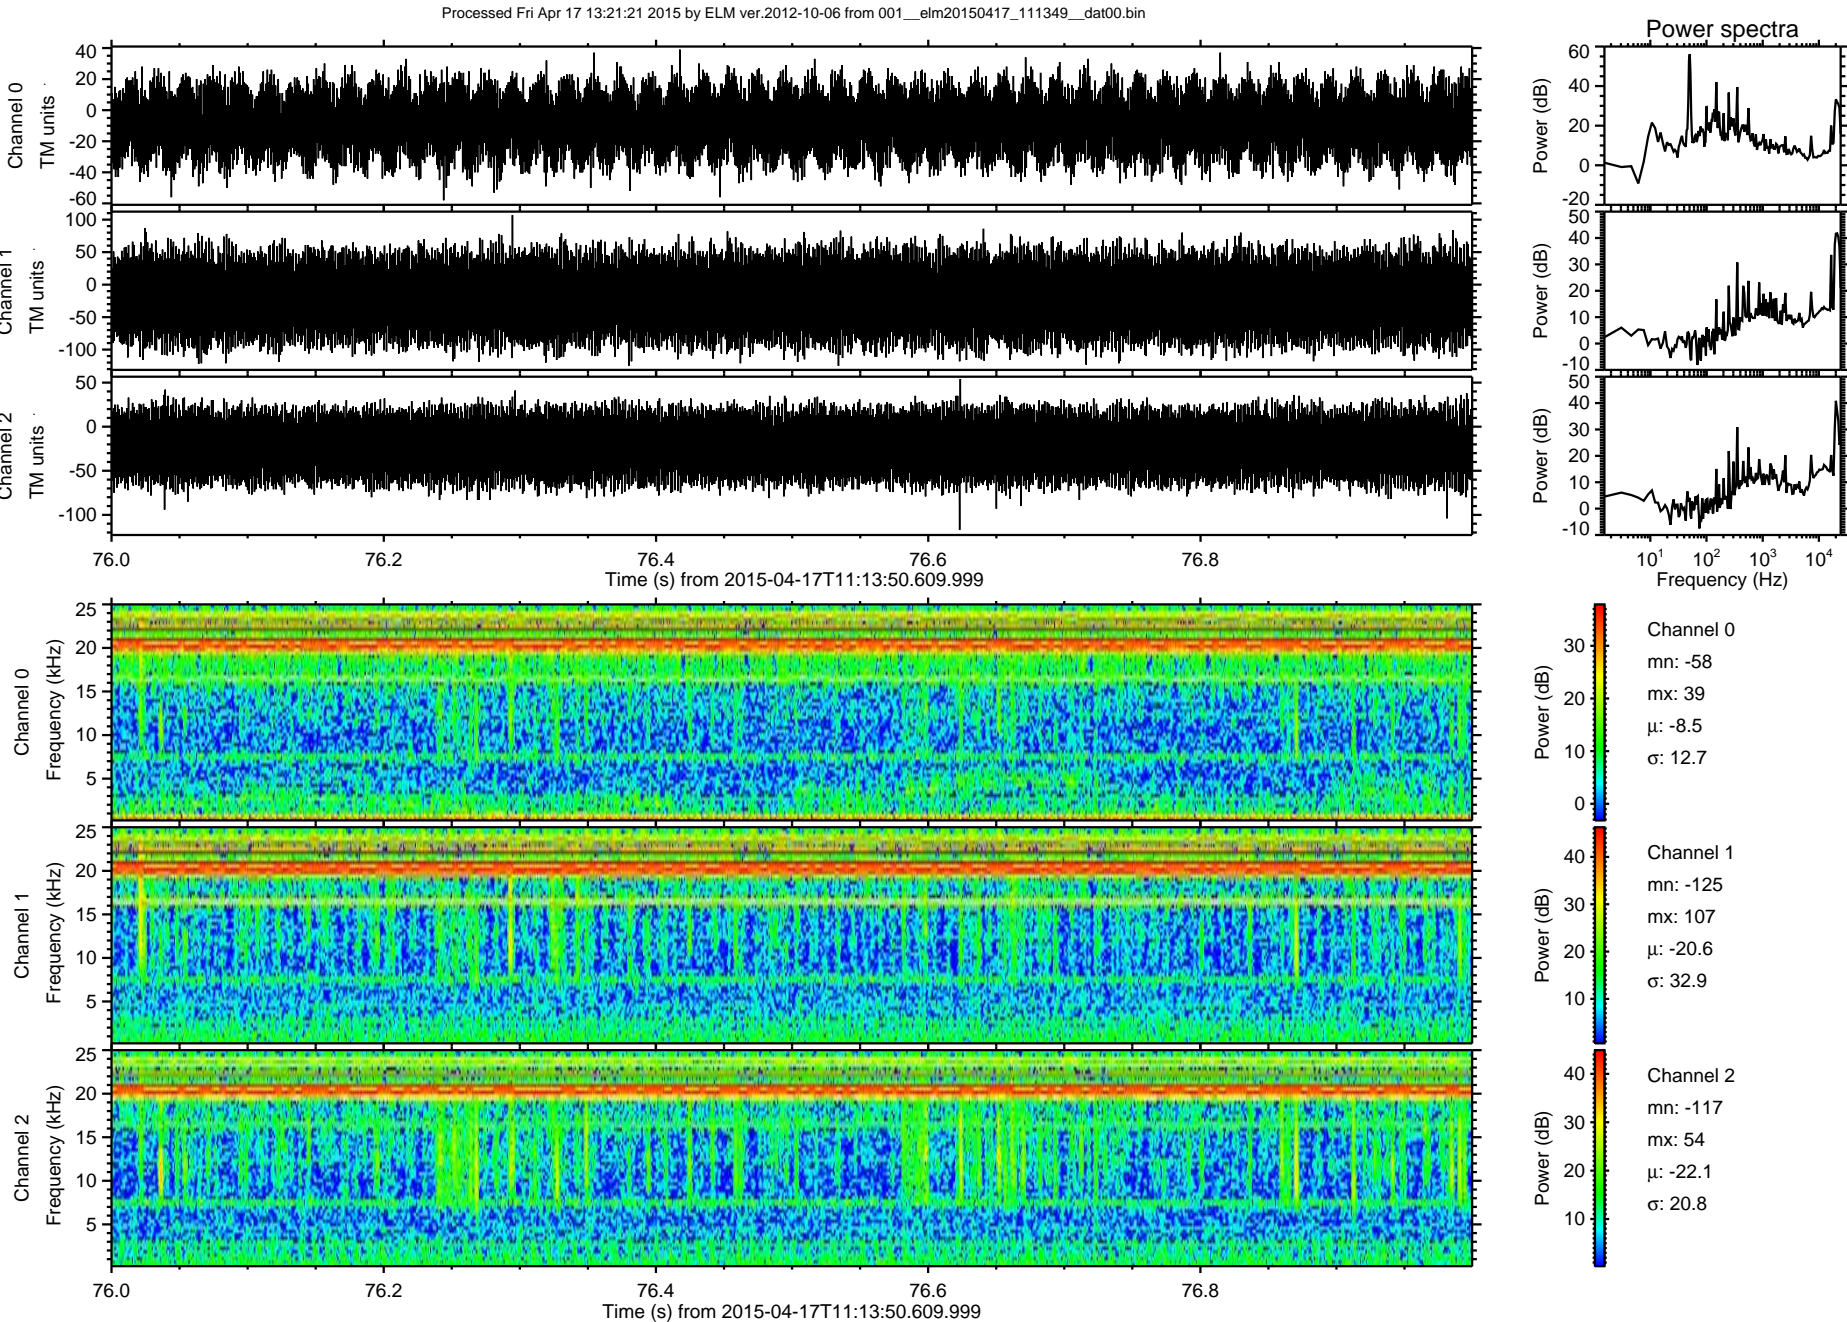 Processed Fri Apr 17 13:21:21 2015 by ELM ver.2012-10-06 from 001__elm20150417_111349__dat00.bin
Power spectra
Channel 0
TM units
40
20
0
-20
-40
-60
Power (dB)
60
40
20
0
-20
Channel 1
TM units
100
50
0
-50
-100
Power (dB)
50
40
30
20
10
0
-10
Channel 2
TM units
50
0
-50
-100
Power (dB)
50
40
30
20
10
0
-10
76.0 76.2 76.4 76.6 76.8
Time (s) from 2015-04-17T11:13:50.609.999
10¹ 10² 10³ 10⁴
Frequency (Hz)
Channel 0
Frequency (kHz)
25
20
15
10
5
Power (dB)
30
20
10
0
Channel 0
mn: -58
mx: 39
μ: -8.5
σ: 12.7
Channel 1
Frequency (kHz)
25
20
15
10
5
Power (dB)
40
30
20
10
Channel 1
mn: -125
mx: 107
μ: -20.6
σ: 32.9
Channel 2
Frequency (kHz)
25
20
15
10
5
Power (dB)
40
30
20
10
Channel 2
mn: -117
mx: 54
μ: -22.1
σ: 20.8
76.0 76.2 76.4 76.6 76.8
Time (s) from 2015-04-17T11:13:50.609.999